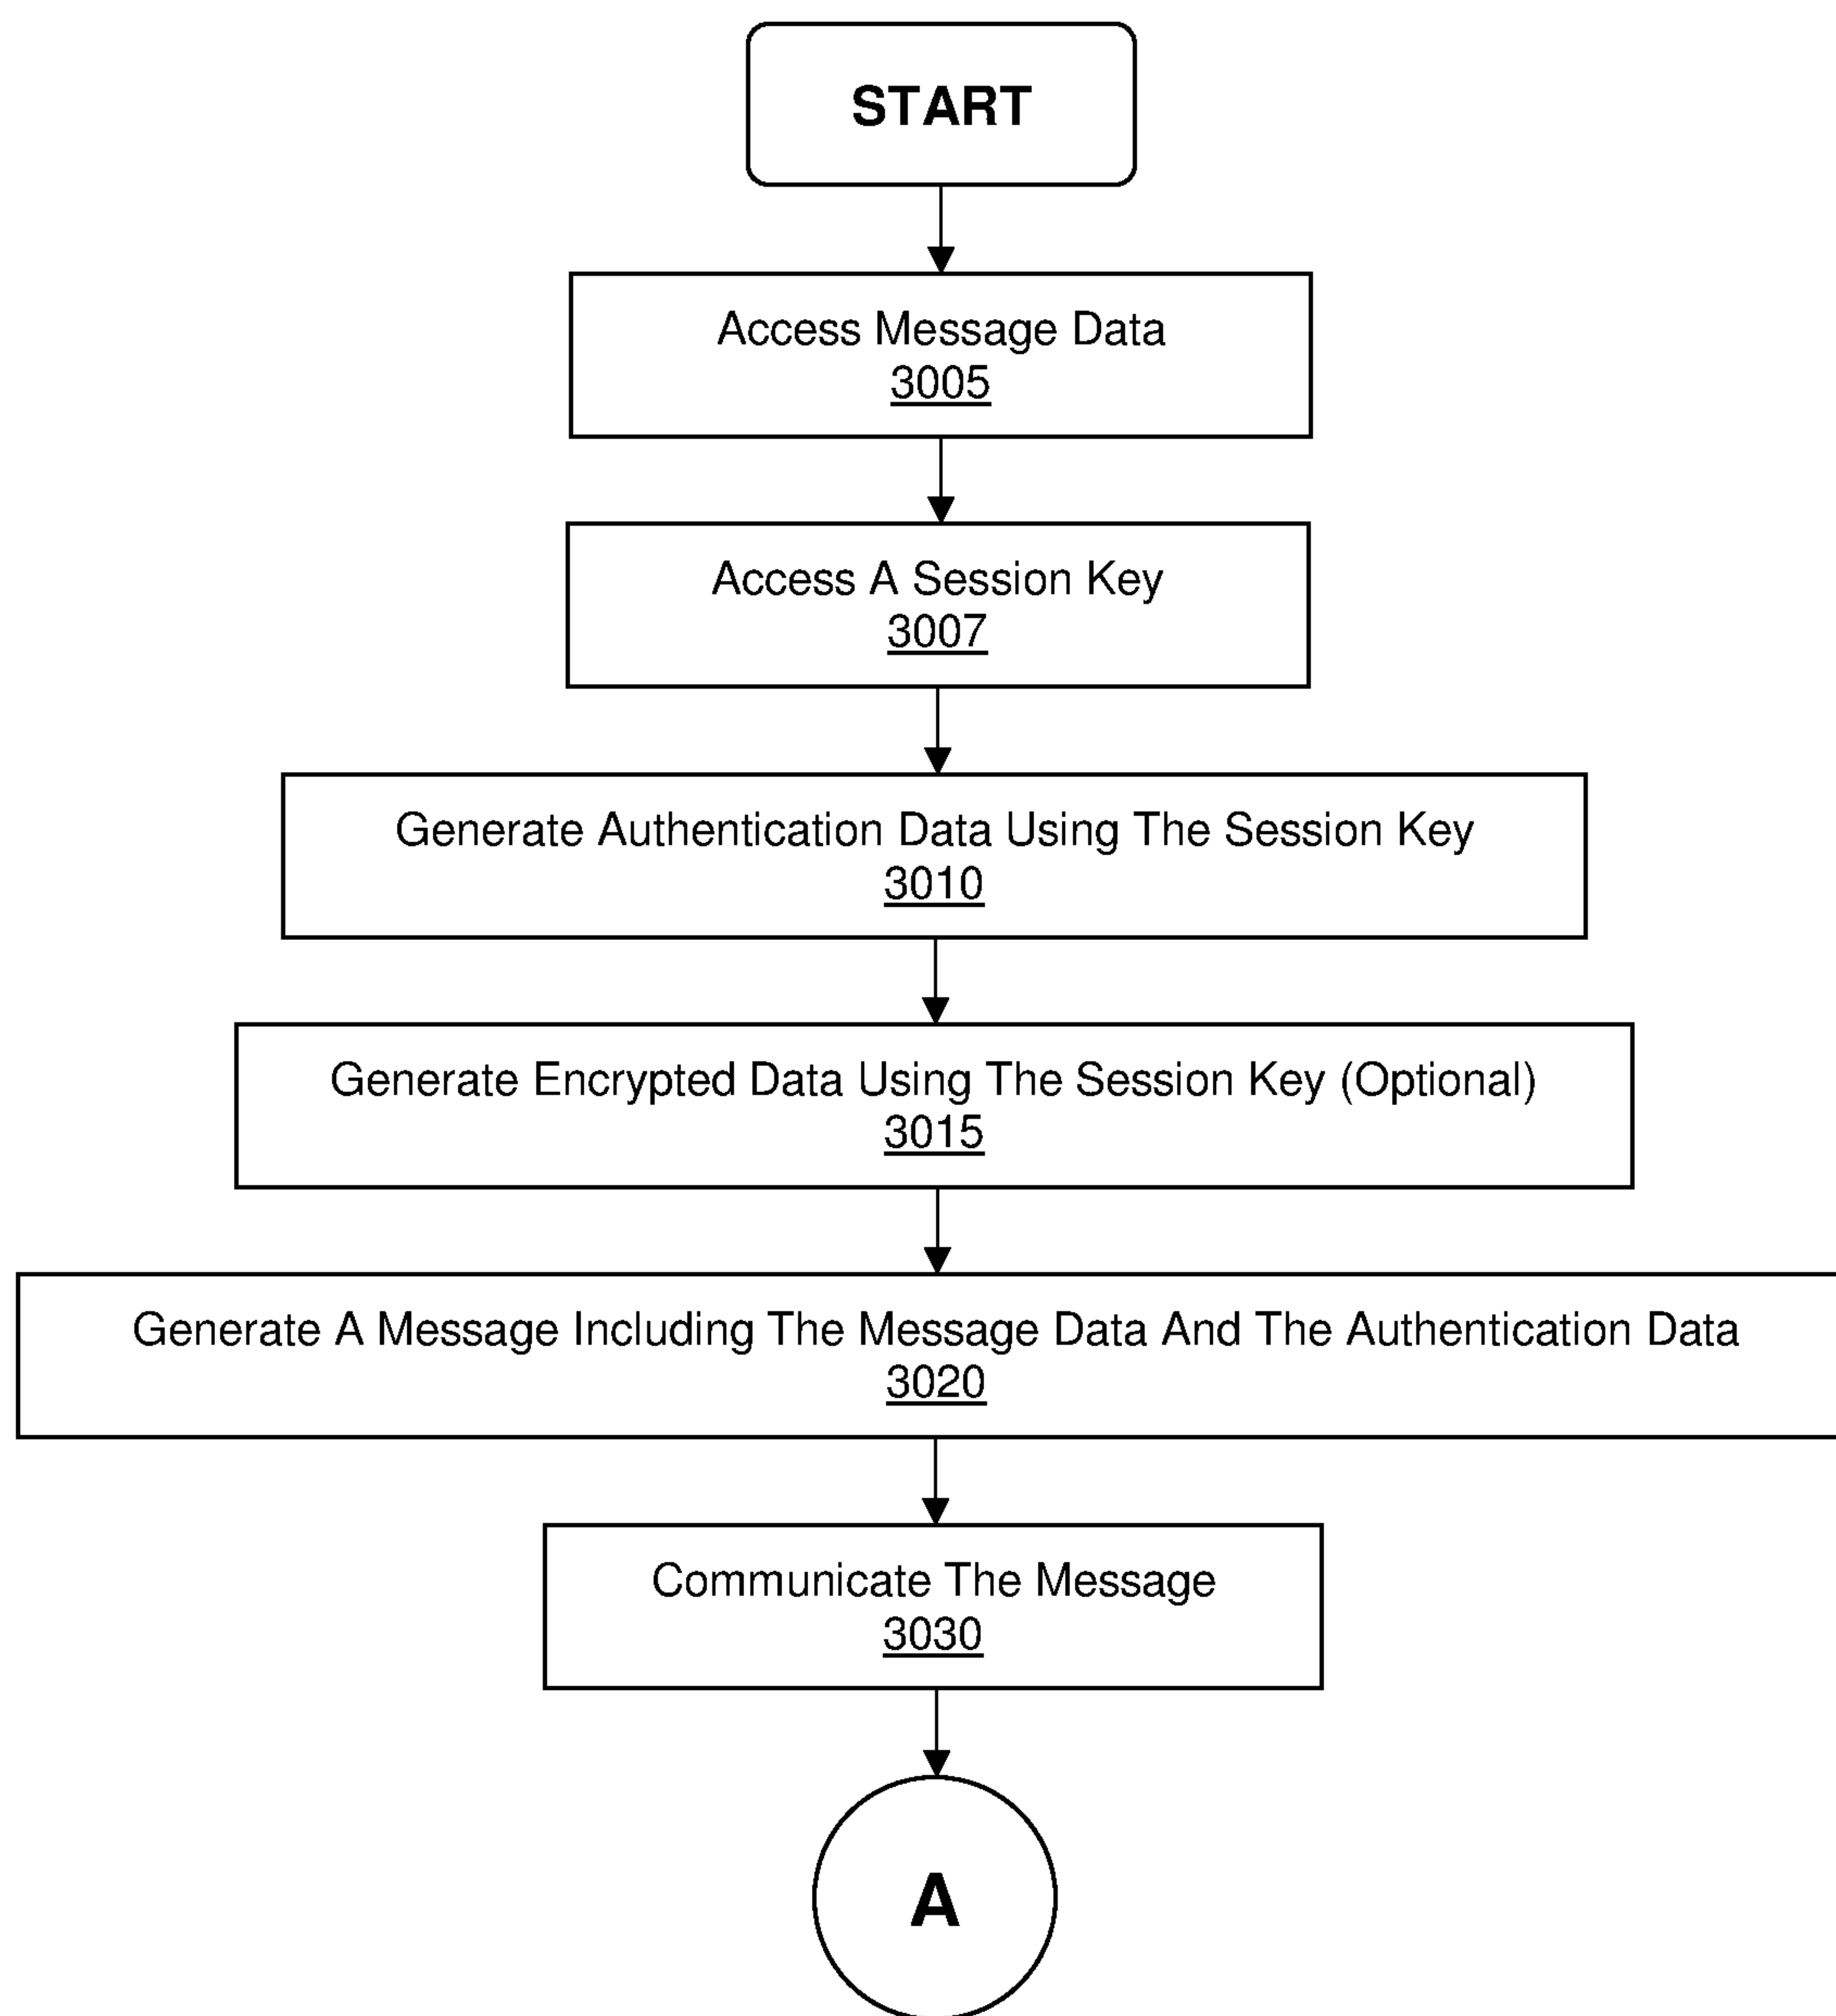 START
Access Message Data
3005
Access A Session Key
3007
Generate Authentication Data Using The Session Key
3010
Generate Encrypted Data Using The Session Key (Optional)
3015
Generate A Message Including The Message Data And The Authentication Data
3020
Communicate The Message
3030
A